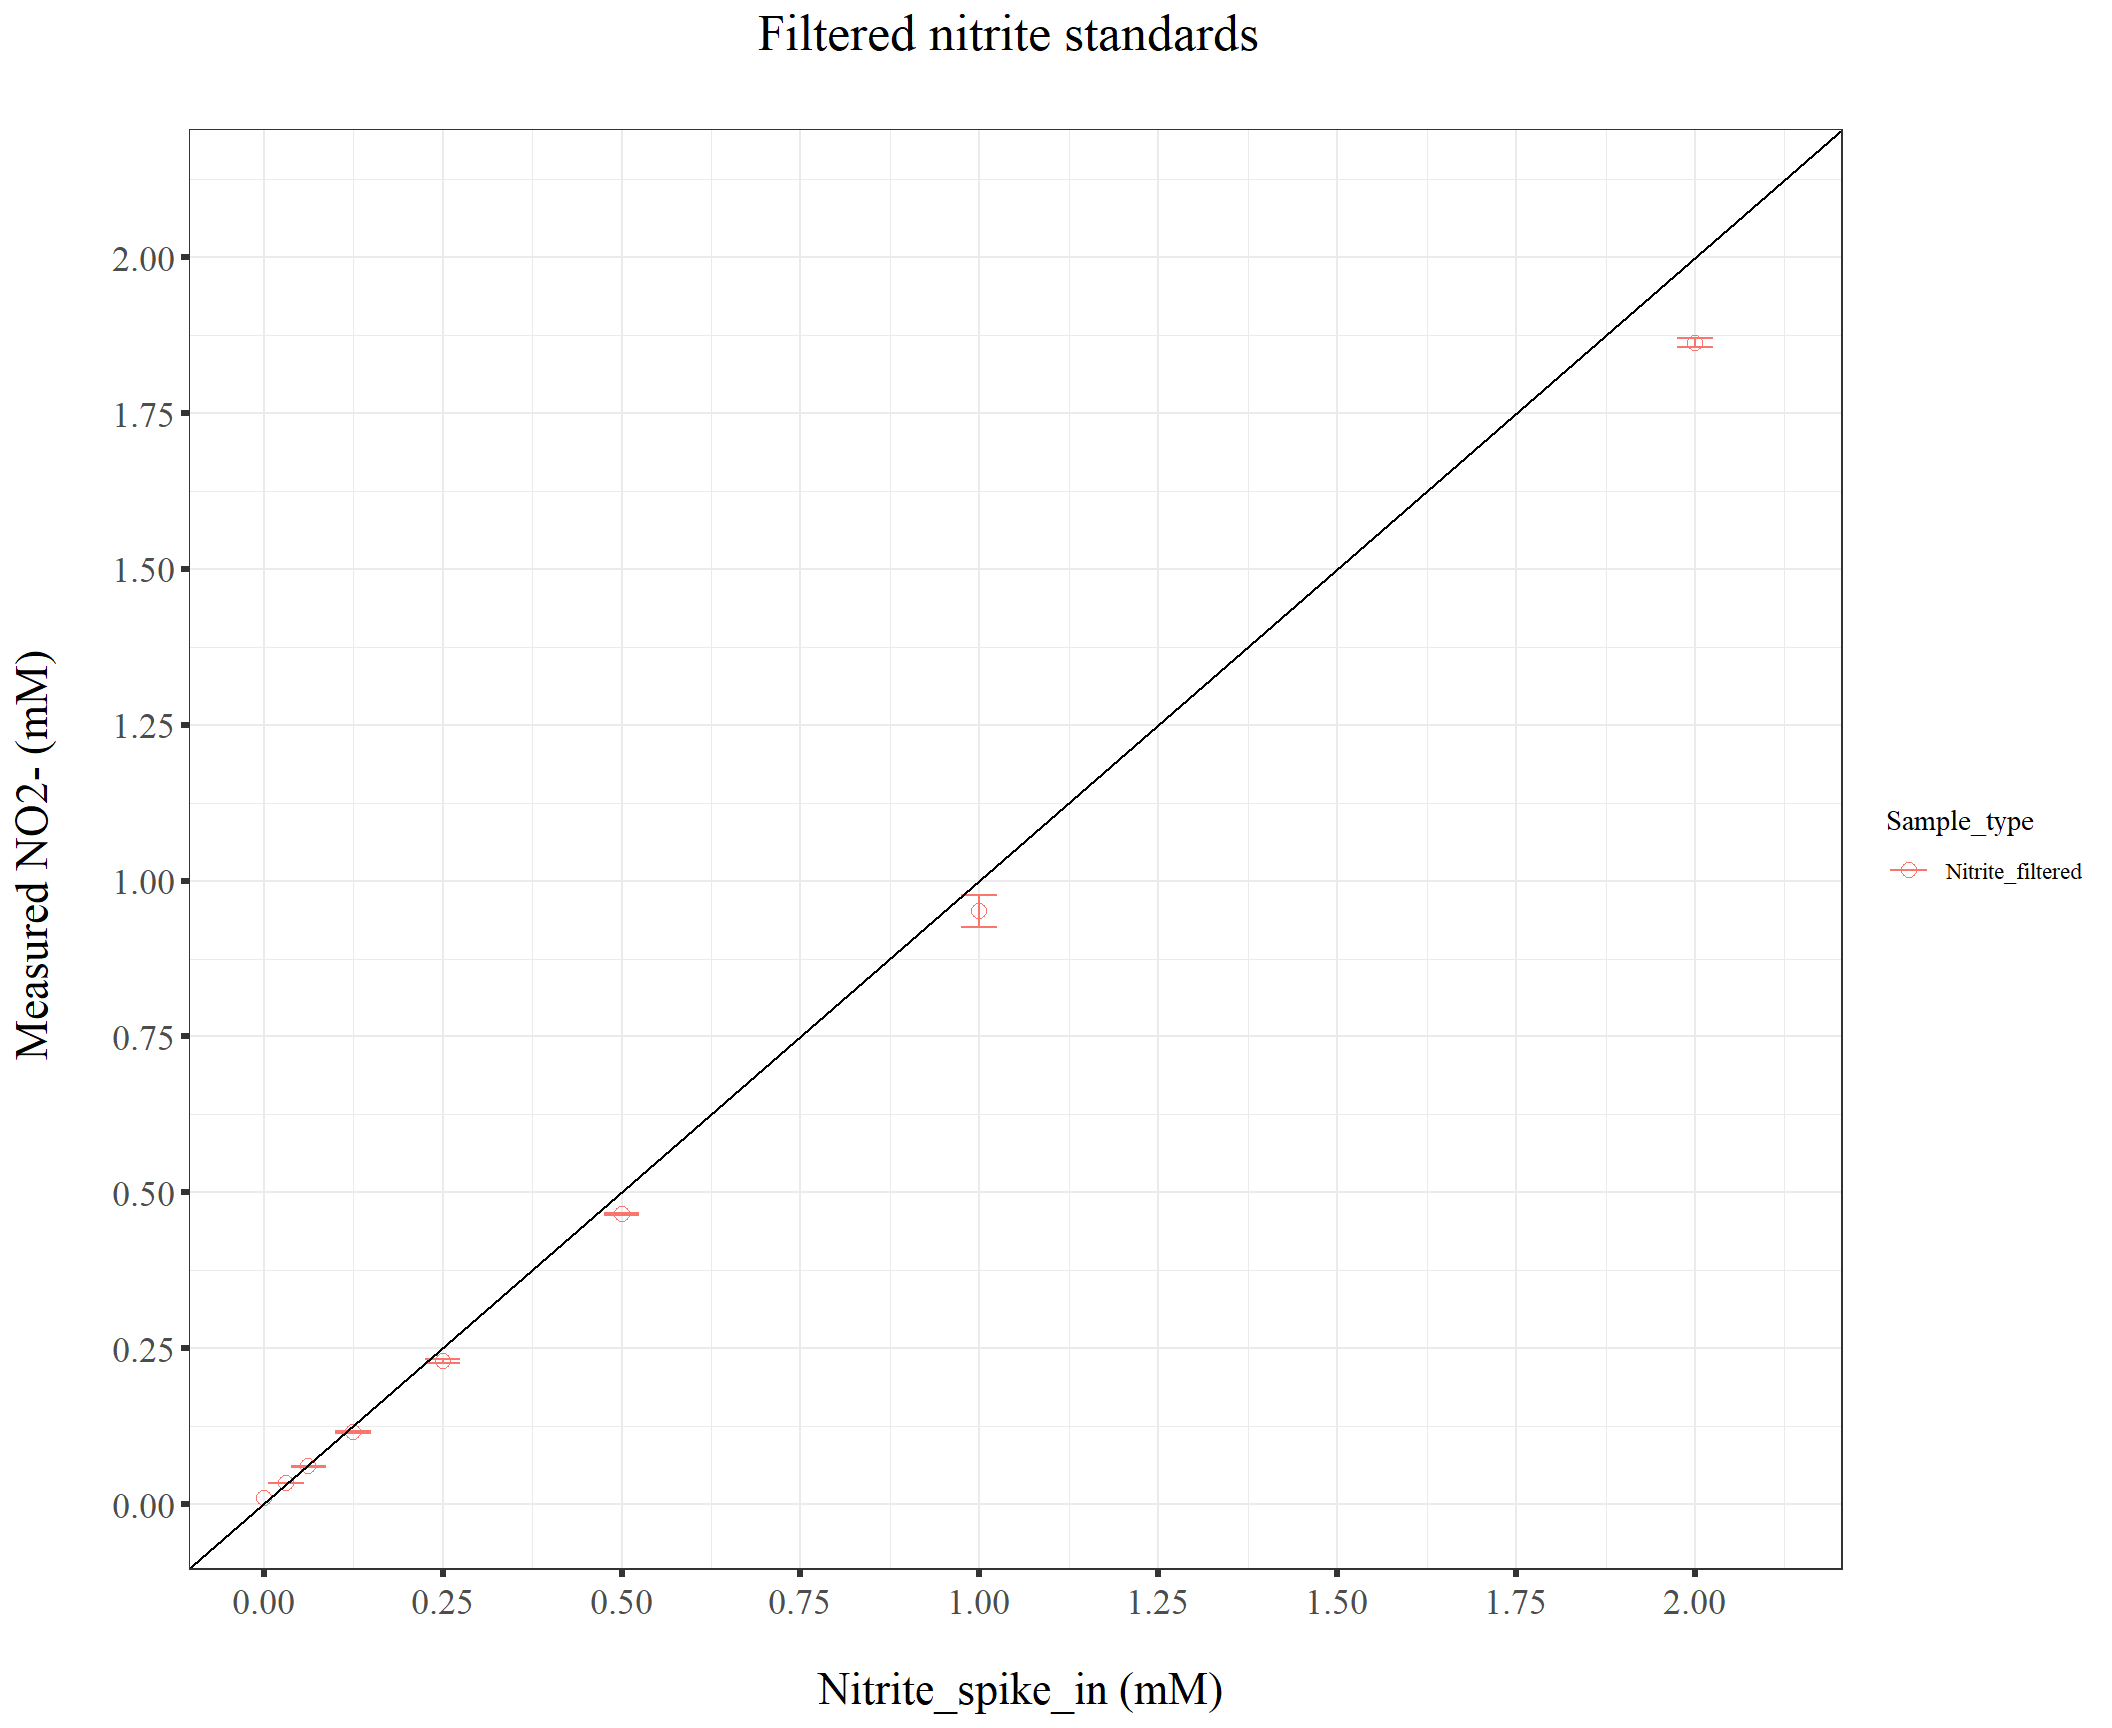 Filtered nitrite standards
Measured NO2- (mM)
2.00
1.75
1.50
1.25
1.00
0.75
0.50
0.25
0.00
0.00 0.25 0.50 0.75 1.00 1.25 1.50 1.75 2.00
Nitrite_spike_in (mM)
Sample_type
Nitrite_filtered